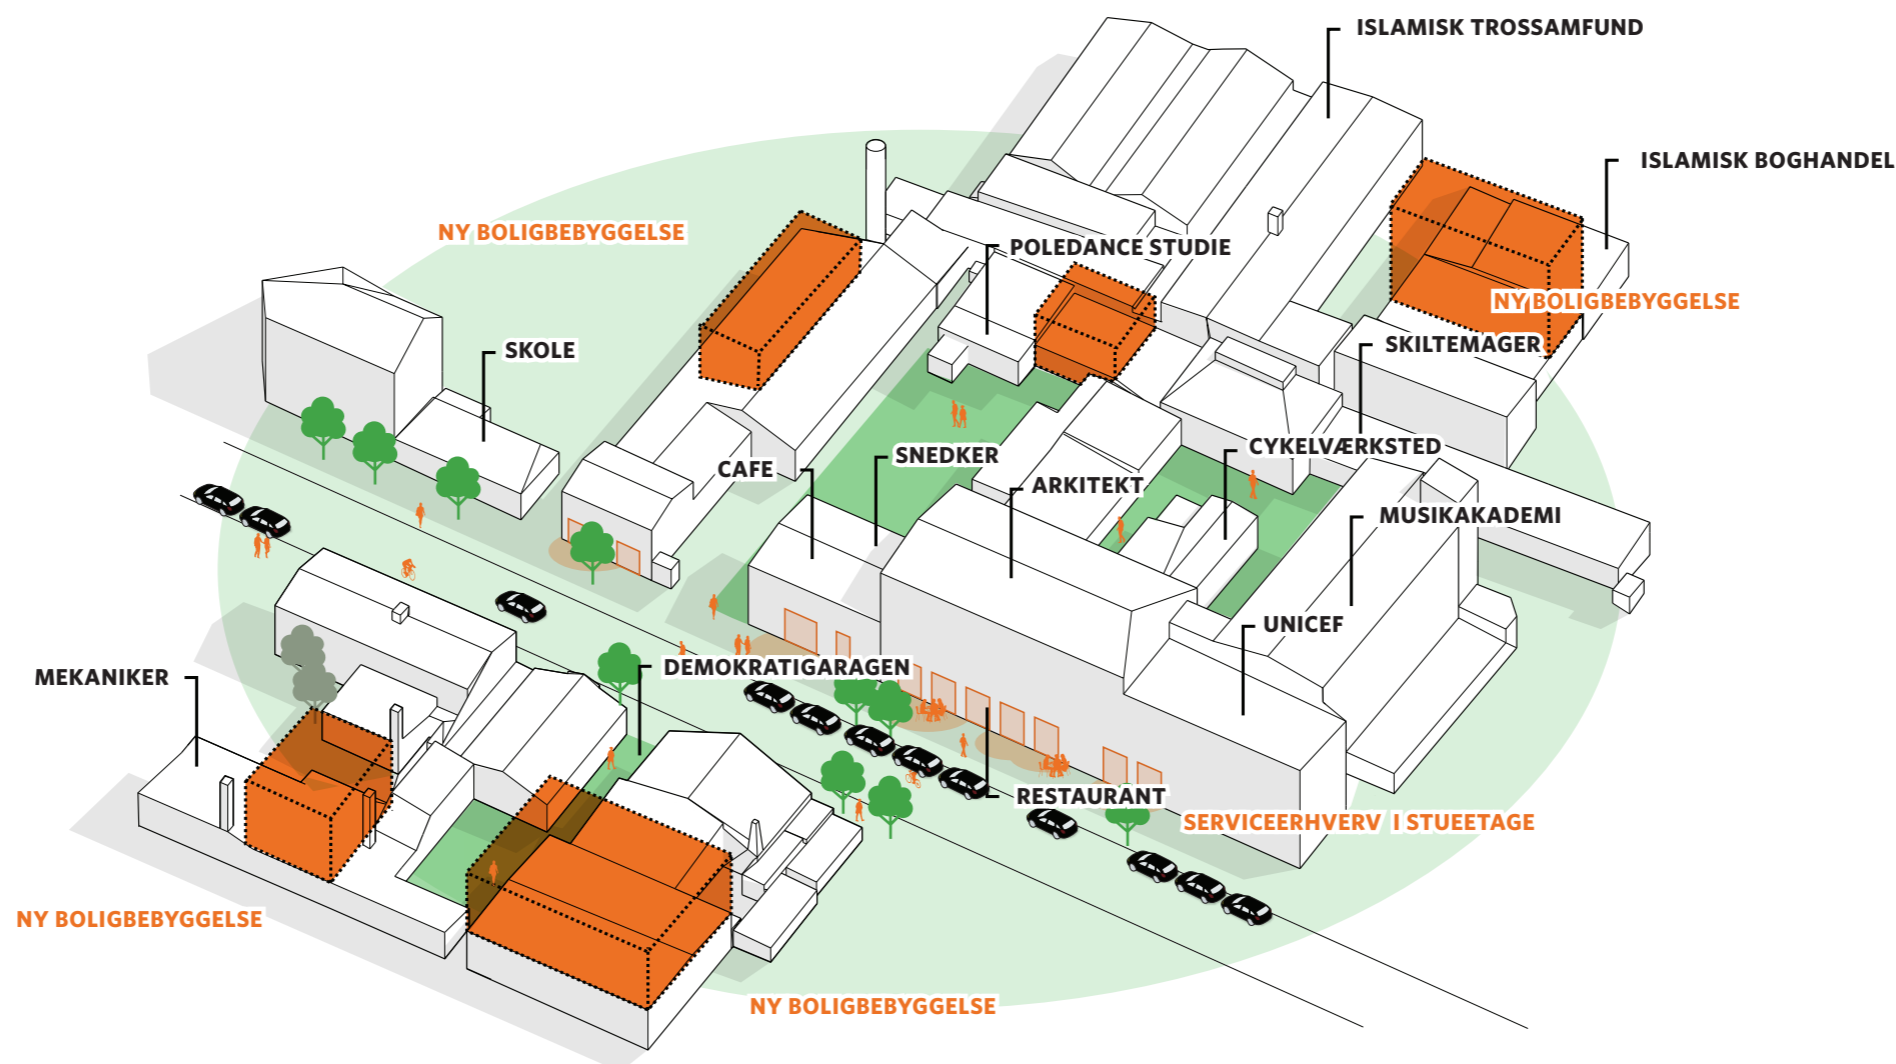 ISLAMISK TROSSAMFUND
ISLAMISK BOGHANDEL
NY BOLIGBEBYGGELSE
POLEDANCE STUDIE
NY BOLIGBEBYGGELSE
SKILTEMAGER
SKOLE
CYKELVÆRKSTED
SNEDKER
CAFE
ARKITEKT
MUSIKAKADEMI
UNICEF
DEMOKRATIGARAGEN
MEKANIKER
RESTAURANT
SERVICEERHVERV I STUEETAGE
NY BOLIGBEBYGGELSE
NY BOLIGBEBYGGELSE